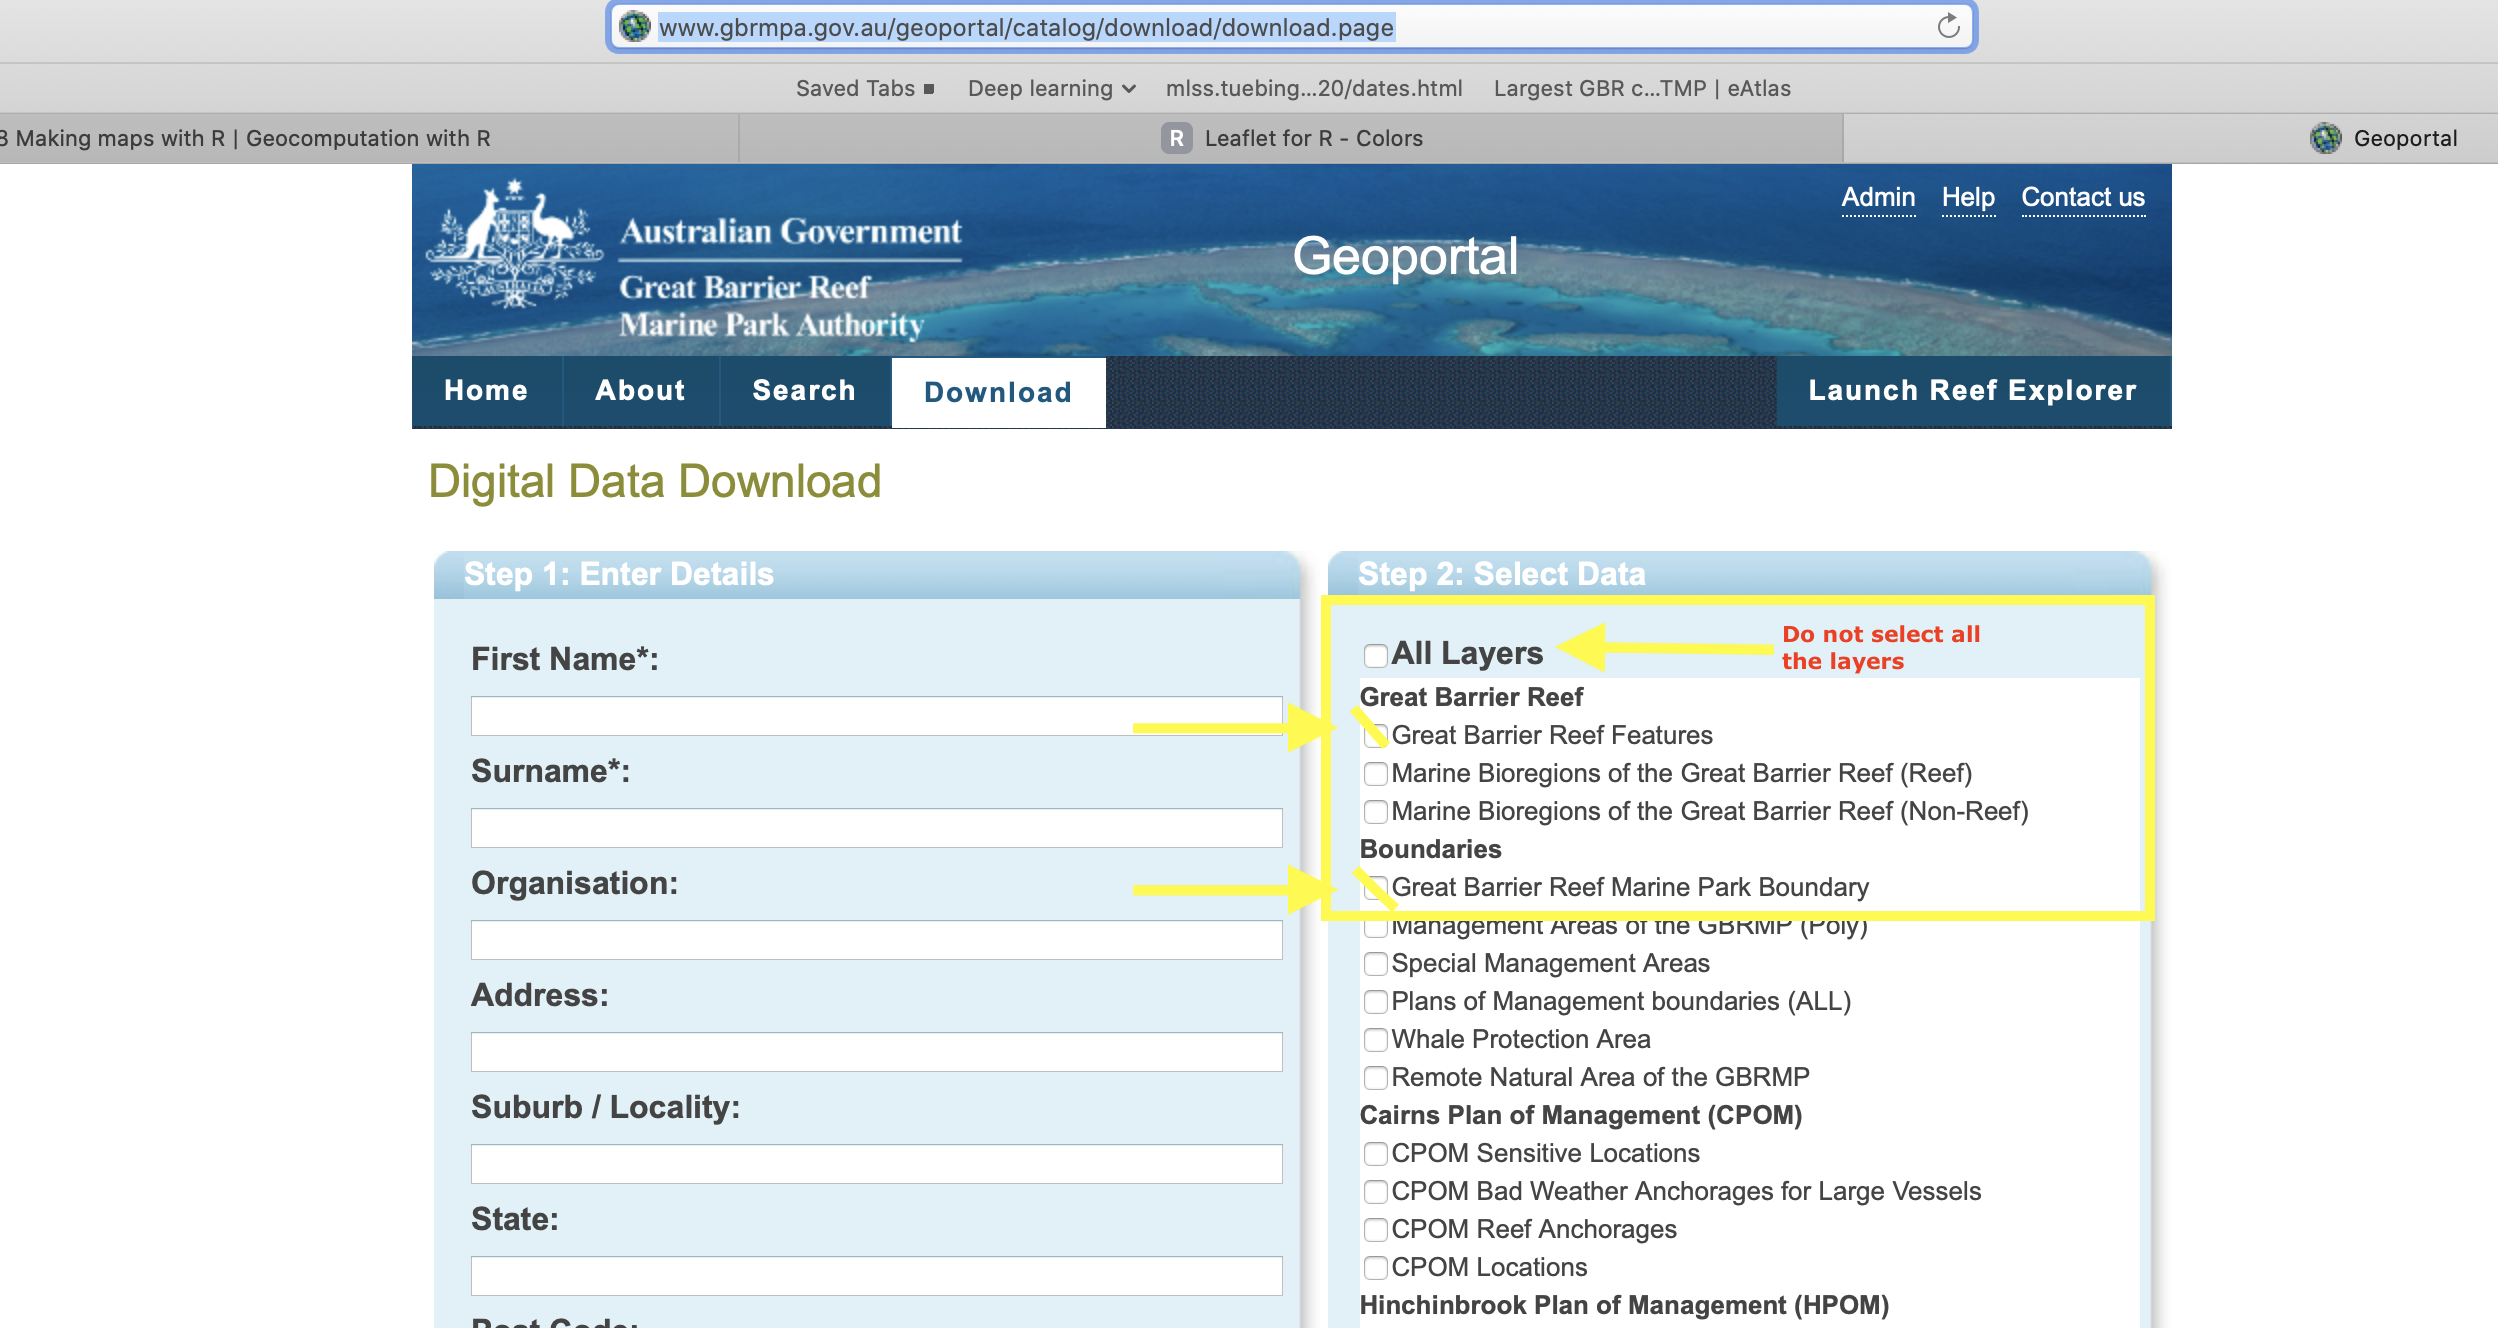 www.gbrmpa.gov.au/geoportal/catalog/download/download.page
Saved Tabs Deep learning mlss.tuebing...20/dates.html Largest GBR c...TMP | eAtlas
8 Making maps with R | Geocomputation with R
R Leaflet for R - Colors
Geoportal
Admin Help Contact us
Australian Government
Great Barrier Reef
Marine Park Authority
Geoportal
Home About Search Download Launch Reef Explorer
Digital Data Download
Step 1: Enter Details
First Name*:
Surname*:
Organisation:
Address:
Suburb / Locality:
State:
Post Code:
Step 2: Select Data
All Layers
Do not select all
the layers
Great Barrier Reef
Great Barrier Reef Features
Marine Bioregions of the Great Barrier Reef (Reef)
Marine Bioregions of the Great Barrier Reef (Non-Reef)
Boundaries
Great Barrier Reef Marine Park Boundary
Management Areas of the GBRMP (Poly)
Special Management Areas
Plans of Management boundaries (ALL)
Whale Protection Area
Remote Natural Area of the GBRMP
Cairns Plan of Management (CPOM)
CPOM Sensitive Locations
CPOM Bad Weather Anchorages for Large Vessels
CPOM Reef Anchorages
CPOM Locations
Hinchinbrook Plan of Management (HPOM)